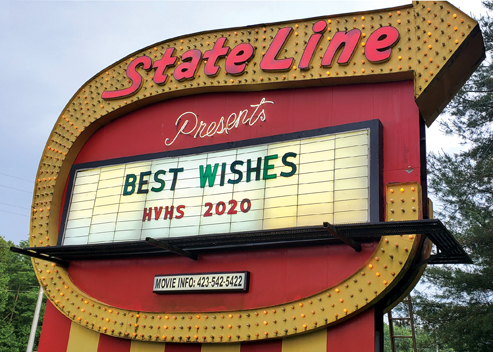 State Line
Presents
BEST WISHES
HVHS 2020
MOVIE INFO: 423-542-5422